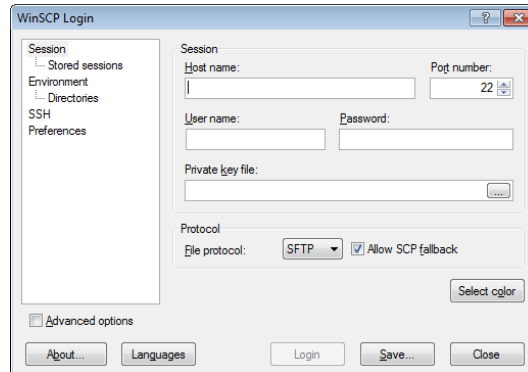 WinSCP Login
Session
Stored sessions
Environment
Directories
SSH
Preferences
Session
Host name:
Port number:
22
User name:
Password:
Private key file:
...
Protocol
File protocol:
SFTP
Allow SCP fallback
Select color
Advanced options
About...
Languages
Login
Save...
Close